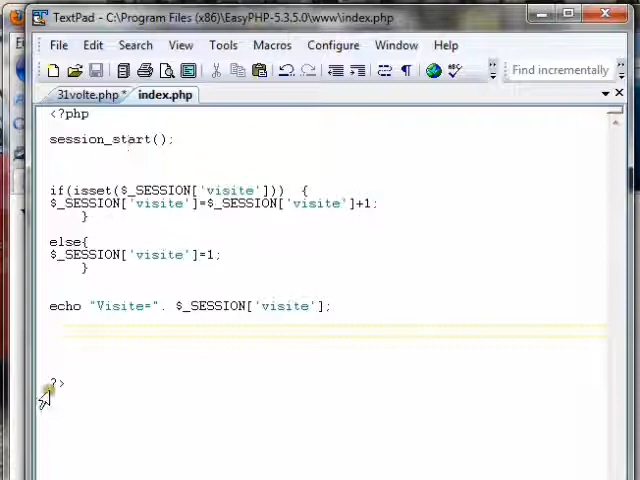 TextPad - C:\Program Files (x86)\EasyPHP-5.3.5.0\www\index.php
File Edit Search View Tools Macros Configure Window Help
Find incrementally
31volte.php * index.php
<?php
session_start();
if(isset($_SESSION['visite'])) {
$_SESSION['visite']=$_SESSION['visite']+1;
}
else{
$_SESSION['visite']=1;
}
echo "Visite=". $_SESSION['visite'];
?>